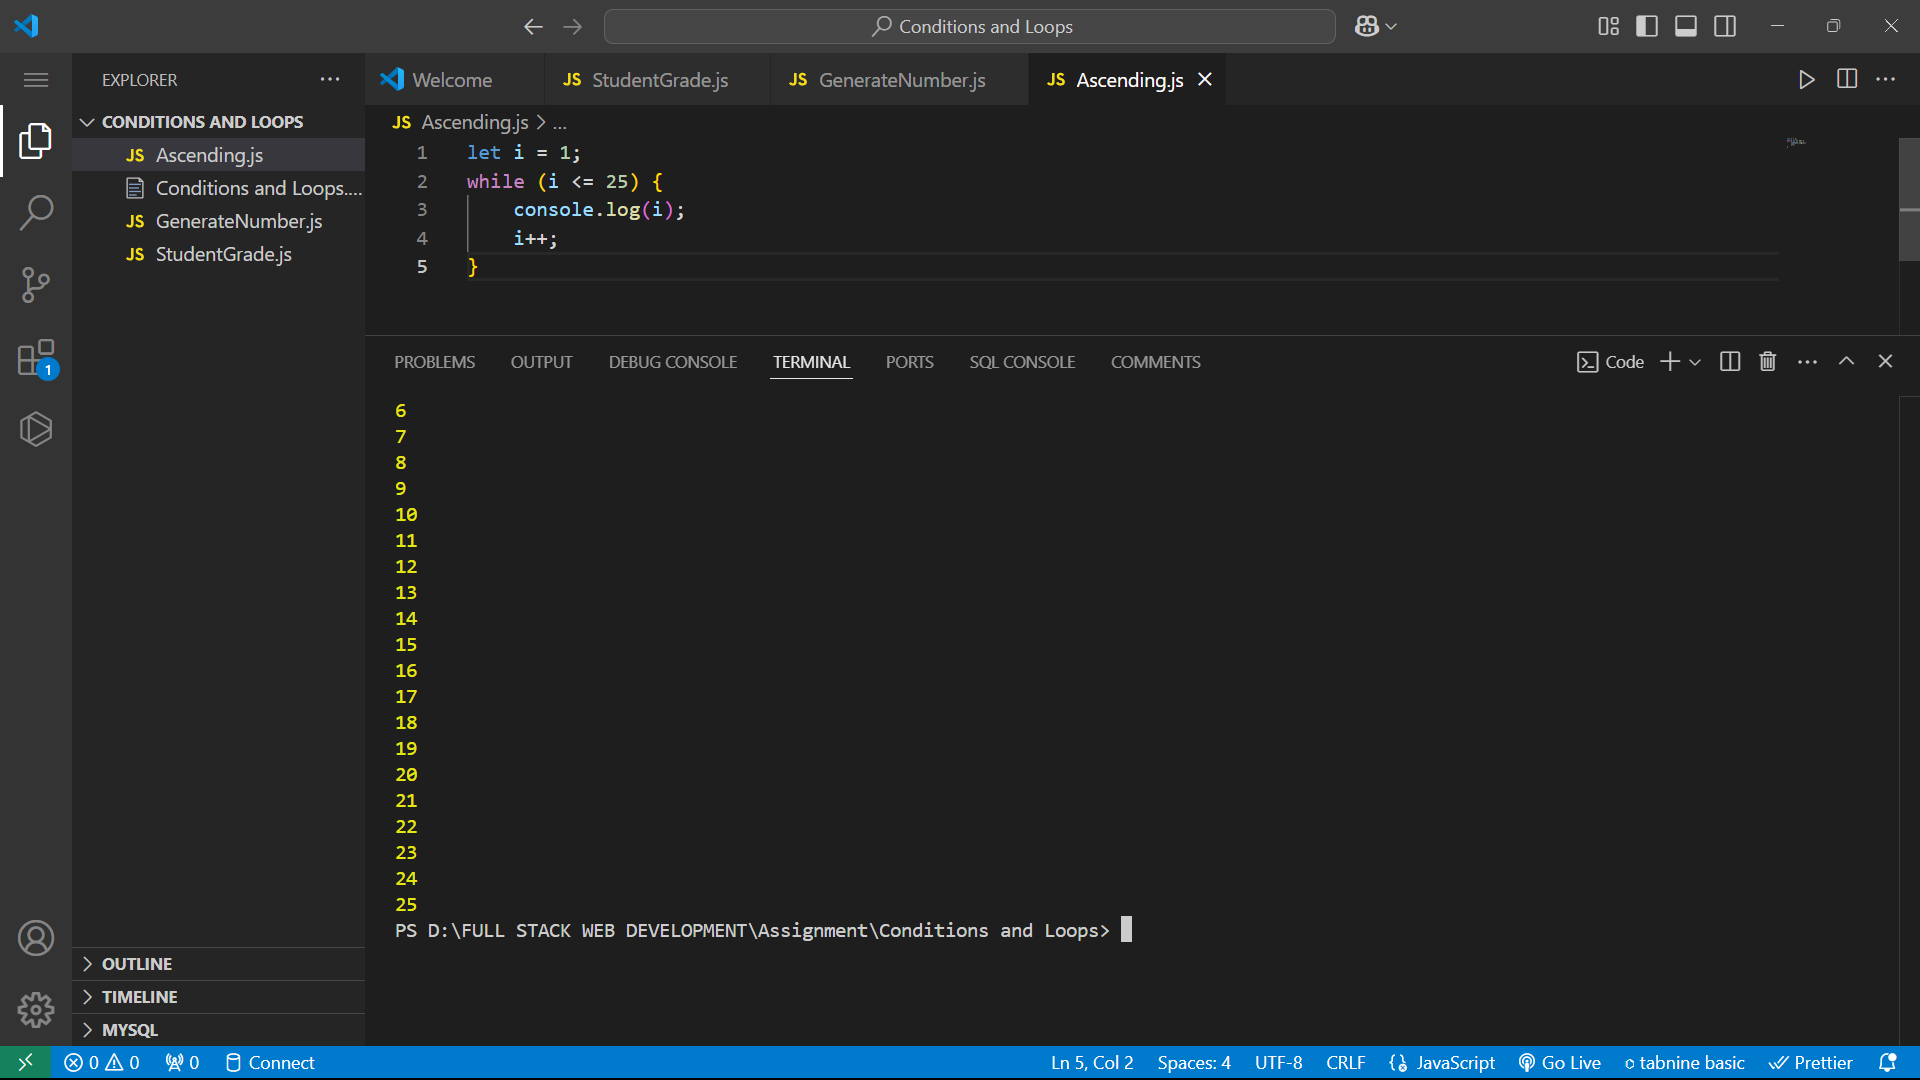 Conditions and Loops
EXPLORER
Welcome
JS StudentGrade.js
JS GenerateNumber.js
JS Ascending.js
CONDITIONS AND LOOPS
JS Ascending.js
Conditions and Loops....
JS GenerateNumber.js
JS StudentGrade.js
1
OUTLINE
TIMELINE
MYSQL
JS Ascending.js > ...
1 let i = 1;
2 while (i <= 25) {
3 console.log(i);
4 i++;
5 }
PROBLEMS OUTPUT DEBUG CONSOLE TERMINAL PORTS SQL CONSOLE COMMENTS
Code
6
7
8
9
10
11
12
13
14
15
16
17
18
19
20
21
22
23
24
25
PS D:\FULL STACK WEB DEVELOPMENT\Assignment\Conditions and Loops>
0 0 0 Connect
Ln 5, Col 2 Spaces: 4 UTF-8 CRLF JavaScript Go Live tabnine basic Prettier